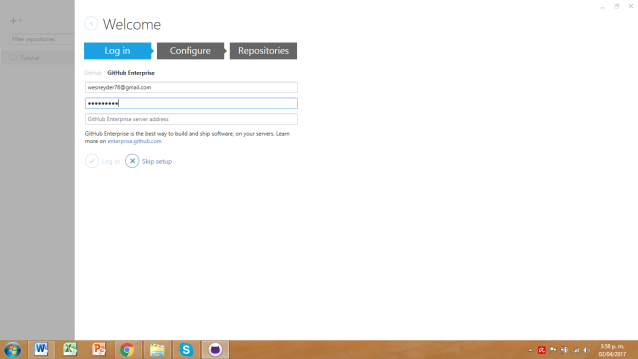 Welcome
Filter repositories
Tutorial
Log in
Configure
Repositories
GitHub GitHub Enterprise
wesneyder76@gmail.com
GitHub Enterprise server address
GitHub Enterprise is the best way to build and ship software, on your servers. Learn
more on enterprise.github.com
Log in
Skip setup
3:58 p. m.
02/04/2017